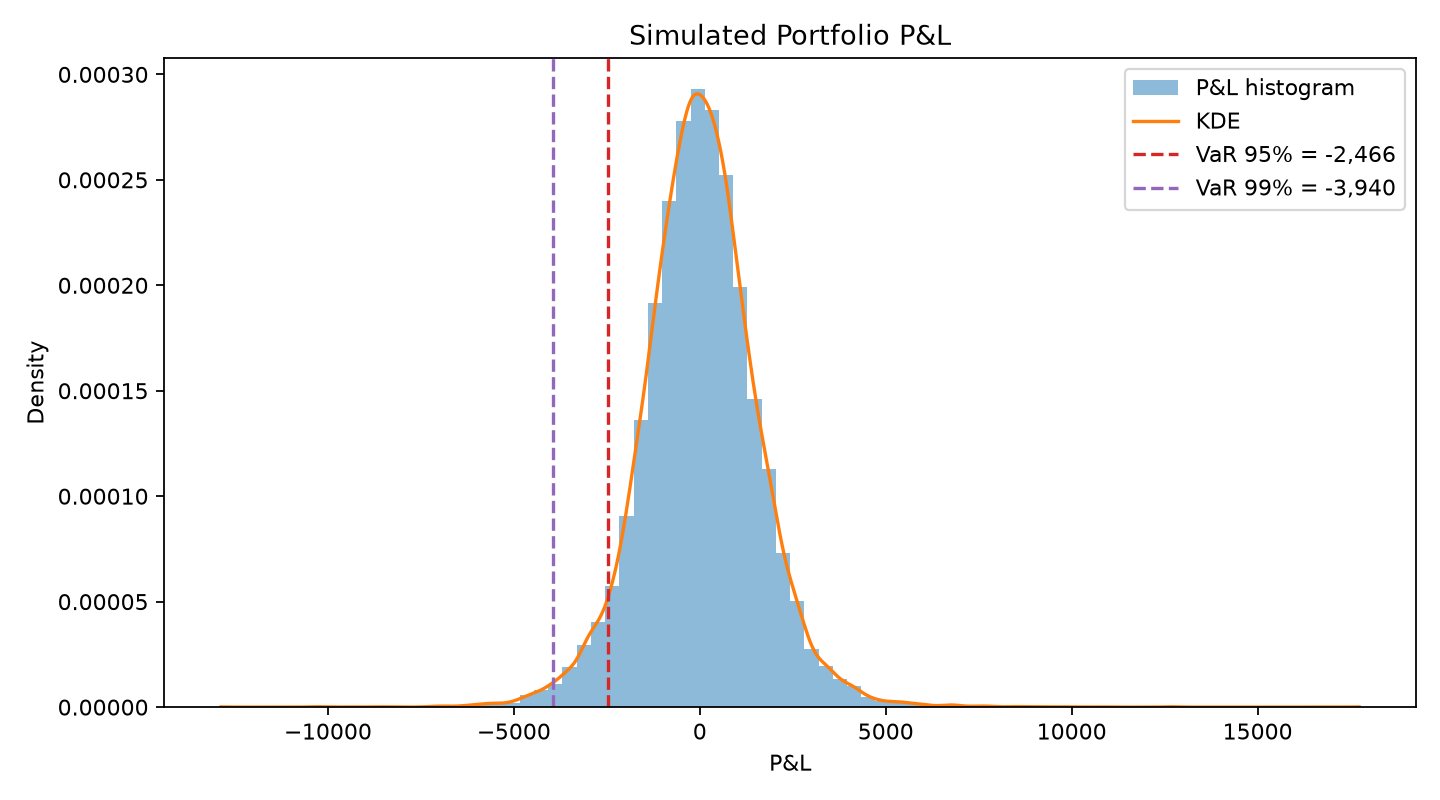 Simulated Portfolio P&L
P&L histogram
KDE
VaR 95% = -2,466
VaR 99% = -3,940
0.00030
0.00025
0.00020
0.00015
0.00010
0.00005
0.00000
Density
−10000 −5000 0 5000 10000 15000
P&L